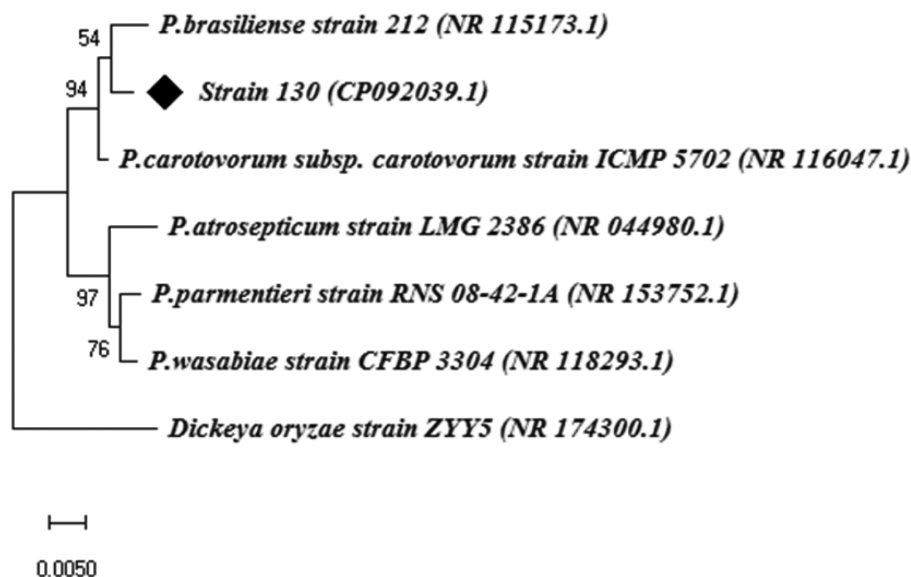 P.brasiliense strain 212 (NR 115173.1)
54
Strain 130 (CP092039.1)
94
P.carotovorum subsp. carotovorum strain ICMP 5702 (NR 116047.1)
P.atrosepticum strain LMG 2386 (NR 044980.1)
97
P.parmentieri strain RNS 08-42-1A (NR 153752.1)
76
P.wasabiae strain CFBP 3304 (NR 118293.1)
Dickeya oryzae strain ZYY5 (NR 174300.1)
0.0050